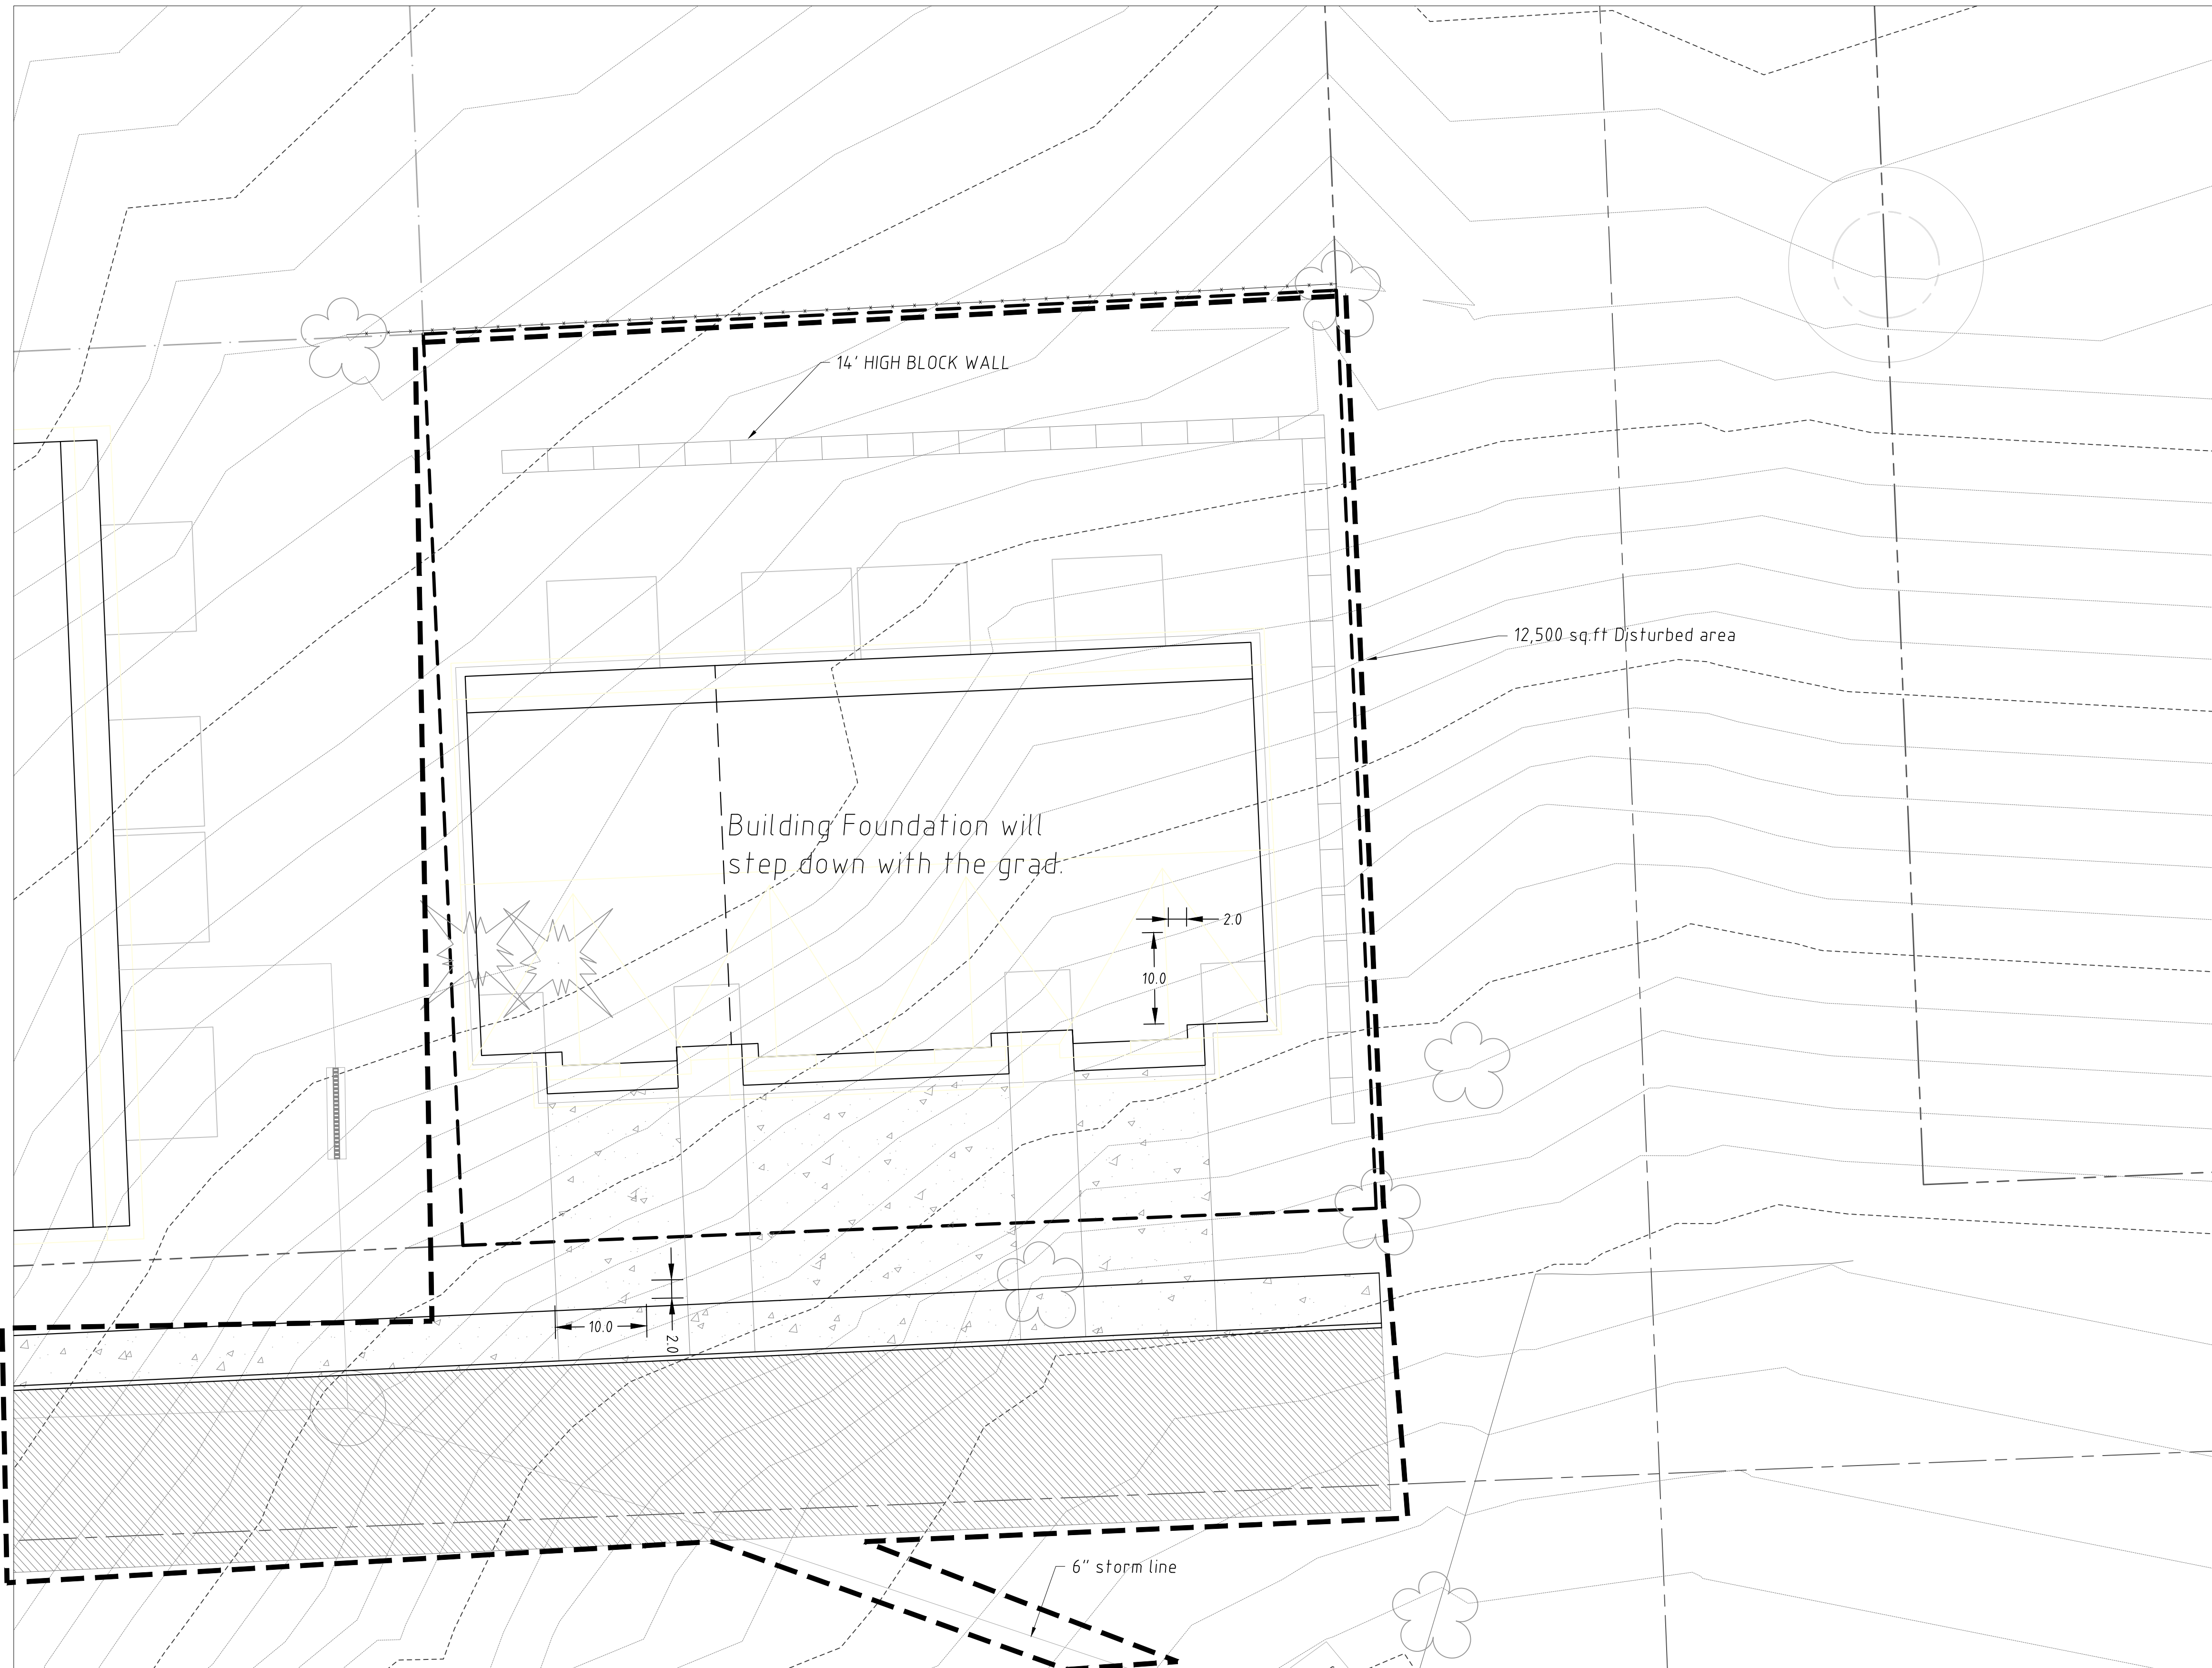 14' HIGH BLOCK WALL
12,500 sq.ft Disturbed area
Building Foundation will
step down with the grad.
2.0
10.0
10.0
2.0
6" storm line